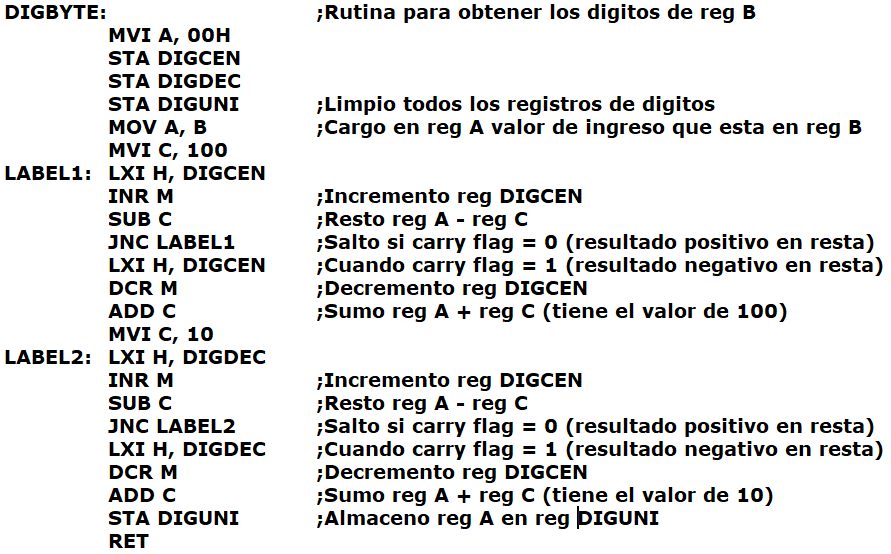 DIGBYTE: ;Rutina para obtener los digitos de reg B
MVI A, 00H
STA DIGCEN
STA DIGDEC
STA DIGUNI ;Limpio todos los registros de digitos
MOV A, B ;Cargo en reg A valor de ingreso que esta en reg B
MVI C, 100
LABEL1: LXI H, DIGCEN
INR M ;Incremento reg DIGCEN
SUB C ;Resto reg A - reg C
JNC LABEL1 ;Salto si carry flag = 0 (resultado positivo en resta)
LXI H, DIGCEN ;Cuando carry flag = 1 (resultado negativo en resta)
DCR M ;Decremento reg DIGCEN
ADD C ;Sumo reg A + reg C (tiene el valor de 100)
MVI C, 10
LABEL2: LXI H, DIGDEC
INR M ;Incremento reg DIGCEN
SUB C ;Resto reg A - reg C
JNC LABEL2 ;Salto si carry flag = 0 (resultado positivo en resta)
LXI H, DIGDEC ;Cuando carry flag = 1 (resultado negativo en resta)
DCR M ;Decremento reg DIGCEN
ADD C ;Sumo reg A + reg C (tiene el valor de 10)
STA DIGUNI ;Almaceno reg A en reg DIGUNI
RET